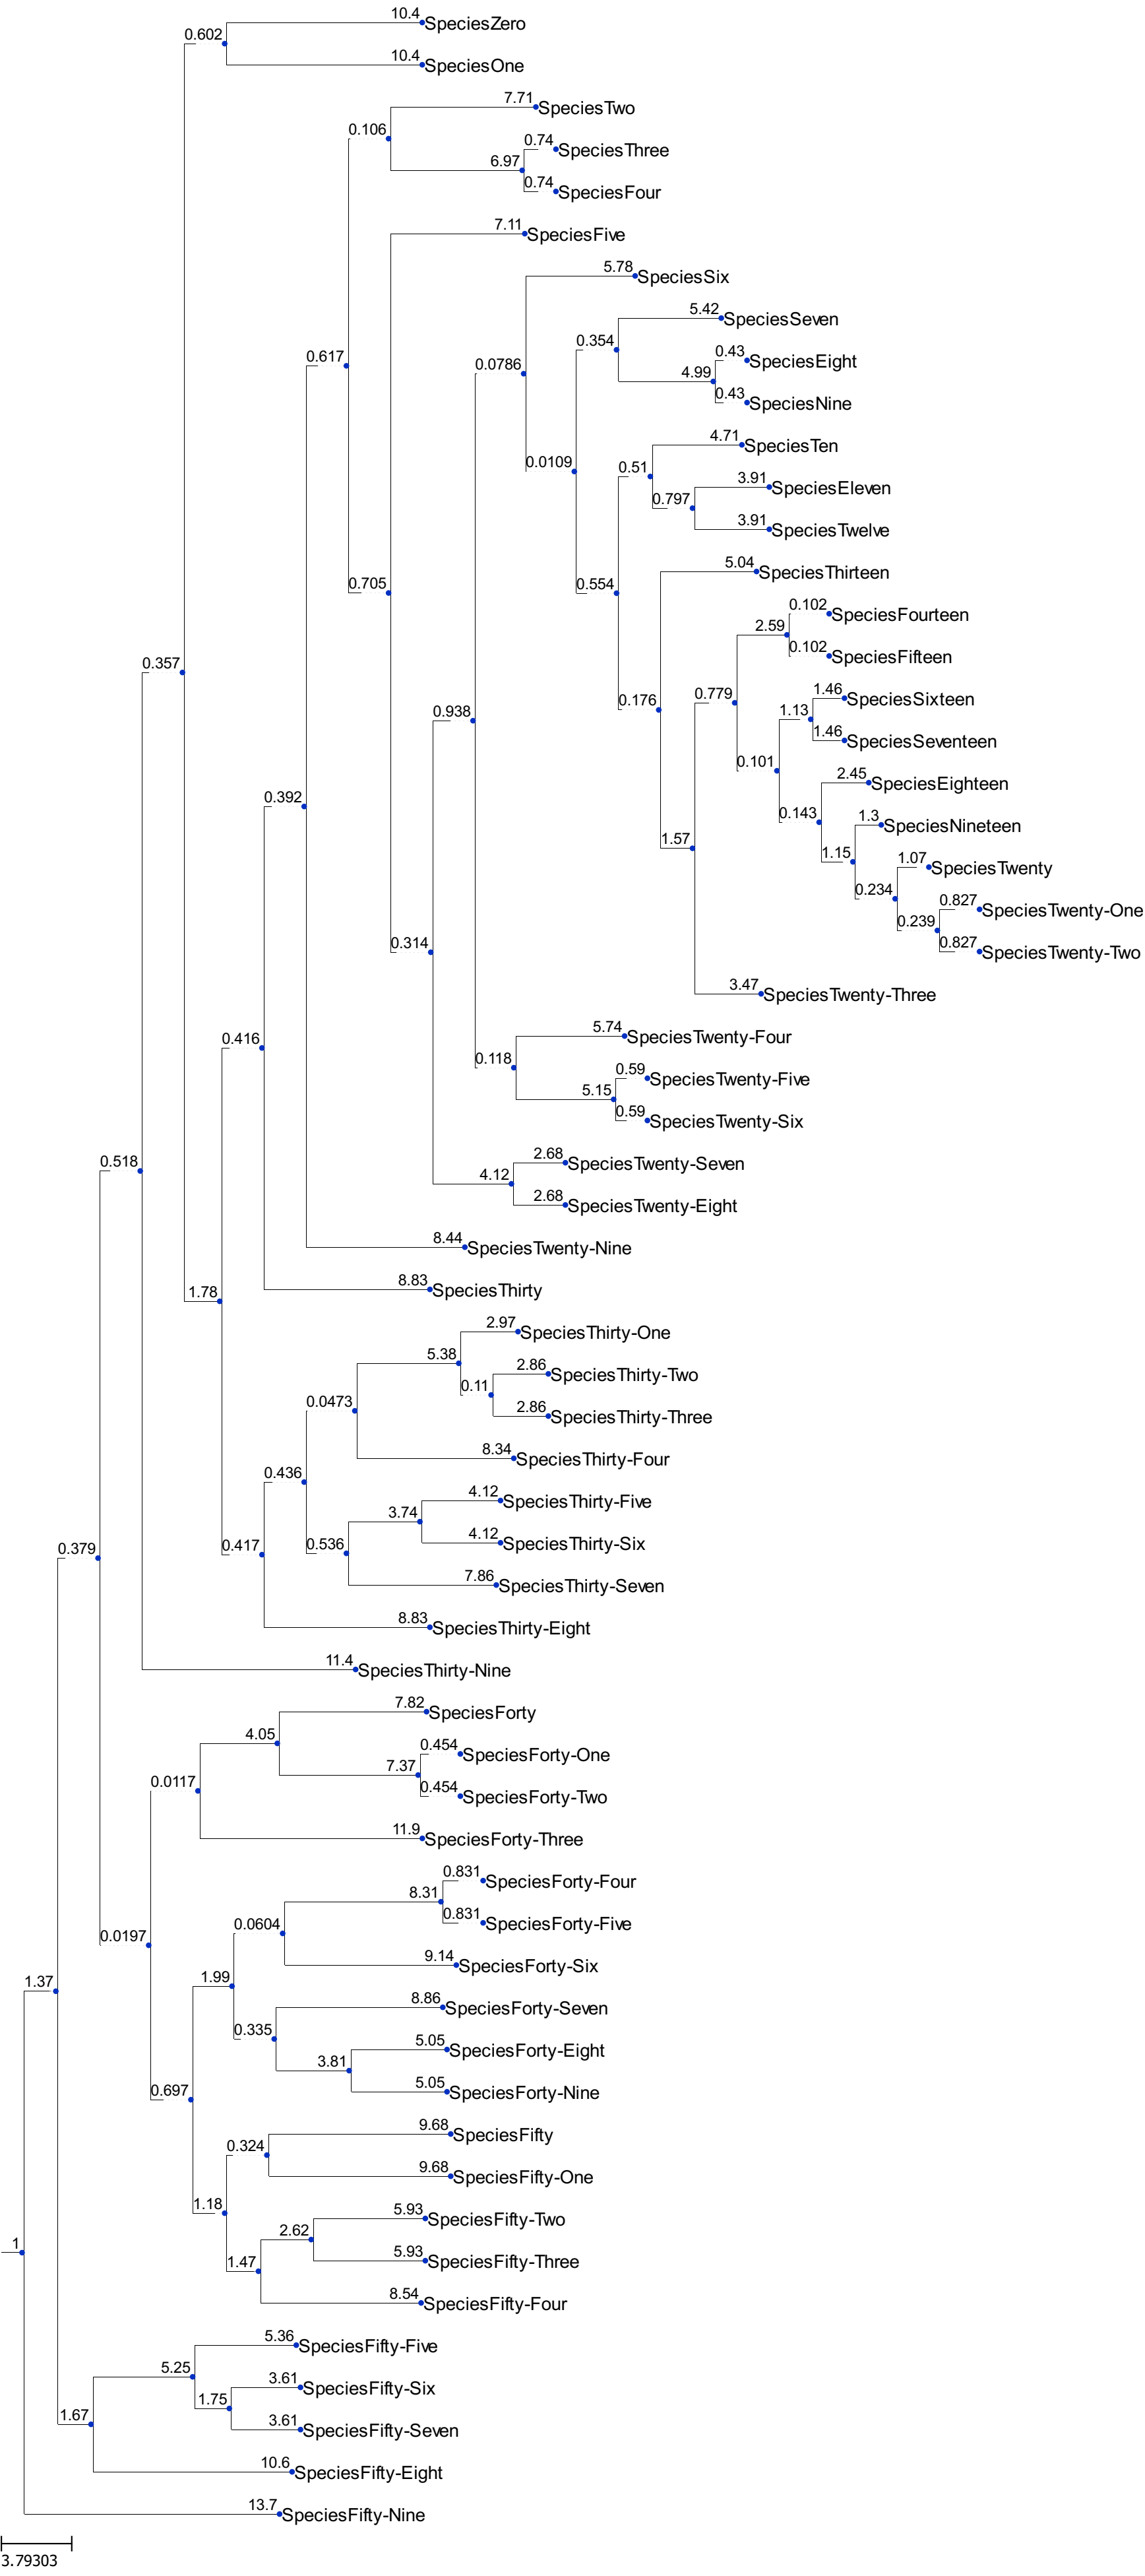 10.4 SpeciesZero
0.602
10.4 SpeciesOne
7.71 SpeciesTwo
0.106
0.74 SpeciesThree
6.97
0.74 SpeciesFour
7.11 SpeciesFive
5.78 SpeciesSix
5.42 SpeciesSeven
0.354
0.43 SpeciesEight
0.617
0.0786
4.99
0.43 SpeciesNine
4.71 SpeciesTen
0.0109
0.51
3.91 SpeciesEleven
0.797
3.91 SpeciesTwelve
5.04 SpeciesThirteen
0.705
0.554
0.102 SpeciesFourteen
2.59
0.102 SpeciesFifteen
0.357
1.46 SpeciesSixteen
0.176
0.779
1.13
0.938
1.46 SpeciesSeventeen
0.101
2.45 SpeciesEighteen
0.392
0.143
1.3 SpeciesNineteen
1.57
1.15
1.07 SpeciesTwenty
0.234
0.827 SpeciesTwenty-One
0.239
0.314
0.827 SpeciesTwenty-Two
3.47 SpeciesTwenty-Three
0.416
5.74 SpeciesTwenty-Four
0.118
0.59 SpeciesTwenty-Five
5.15
0.59 SpeciesTwenty-Six
0.518
2.68 SpeciesTwenty-Seven
4.12
2.68 SpeciesTwenty-Eight
8.44 SpeciesTwenty-Nine
8.83 SpeciesThirty
1.78
2.97 SpeciesThirty-One
5.38
2.86 SpeciesThirty-Two
0.11
0.0473
2.86 SpeciesThirty-Three
8.34 SpeciesThirty-Four
0.436
4.12 SpeciesThirty-Five
3.74
4.12 SpeciesThirty-Six
0.379
0.417
0.536
7.86 SpeciesThirty-Seven
8.83 SpeciesThirty-Eight
11.4 SpeciesThirty-Nine
7.82 SpeciesForty
4.05
0.454 SpeciesForty-One
7.37
0.0117
0.454 SpeciesForty-Two
11.9 SpeciesForty-Three
0.831 SpeciesForty-Four
8.31
0.831 SpeciesForty-Five
0.0604
0.0197
9.14 SpeciesForty-Six
1.37
1.99
8.86 SpeciesForty-Seven
0.335
5.05 SpeciesForty-Eight
3.81
5.05 SpeciesForty-Nine
0.697
9.68 SpeciesFifty
0.324
9.68 SpeciesFifty-One
1.18
5.93 SpeciesFifty-Two
2.62
1
5.93 SpeciesFifty-Three
1.47
8.54 SpeciesFifty-Four
5.36 SpeciesFifty-Five
5.25
3.61 SpeciesFifty-Six
1.75
1.67
3.61 SpeciesFifty-Seven
10.6 SpeciesFifty-Eight
13.7 SpeciesFifty-Nine
3.79303